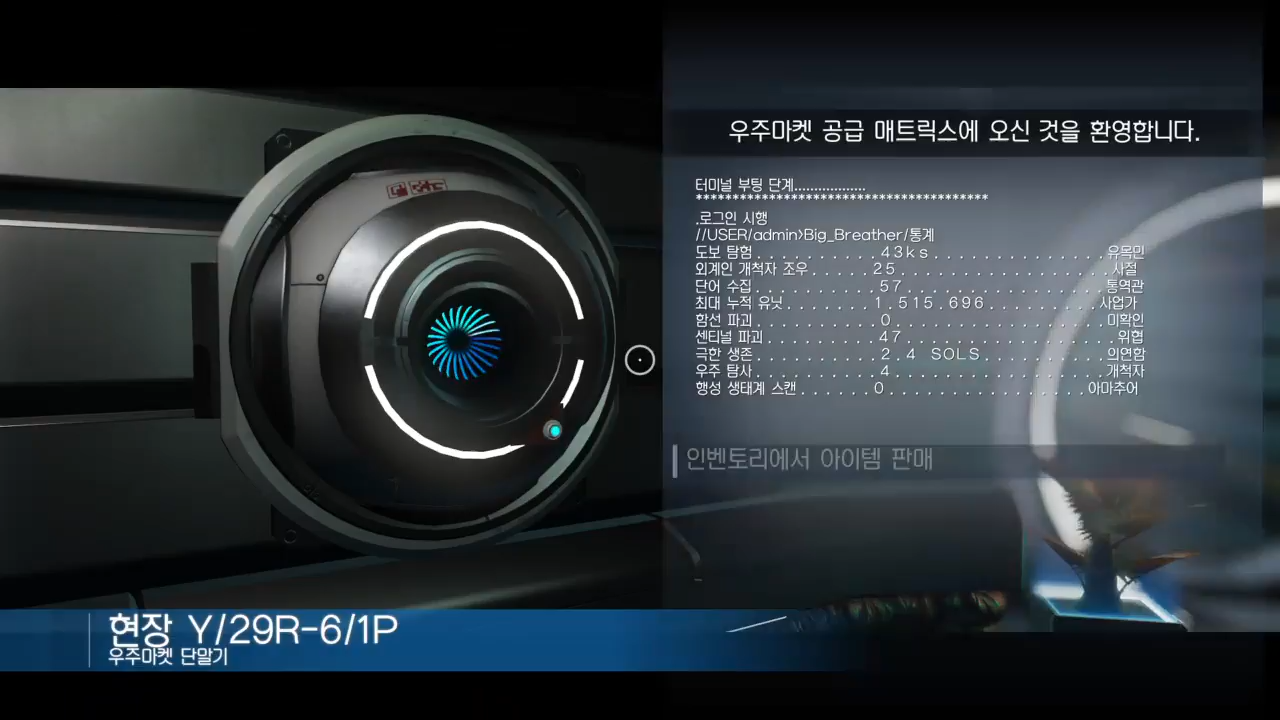 우주마켓 공급 매트릭스에 오신 것을 환영합니다.
터미널 부팅 단계..................
****************************************
.로그인 시행
//USER/admin>Big_Breather/통계
도보 탐험. . . . . . . . . . . . 43ks. . . . . . . . . . . . . . . . .유목민
외계인 개척자 조우. . . . . .25. . . . . . . . . . . . . . . . . . . . .사절
단어 수집. . . . . . . . . . . . 57. . . . . . . . . . . . . . . . . . . .통역관
최대 누적 유닛. . . . . . . . 1.515.696. . . . . . . . . . .사업가
함선 파괴. . . . . . . . . . . . 0. . . . . . . . . . . . . . . . . . . . .미확인
센티널 파괴. . . . . . . . . . .47. . . . . . . . . . . . . . . . . . . . .위협
극한 생존. . . . . . . . . . . . 2.4 SOLS. . . . . . . . . . . .의연함
우주 탐사. . . . . . . . . . . . 4. . . . . . . . . . . . . . . . . . . . .개척자
행성 생태계 스캔. . . . . . .0. . . . . . . . . . . . . . . . . . .아마추어
인벤토리에서 아이템 판매
현장 Y/29R-6/1P
우주마켓 단말기